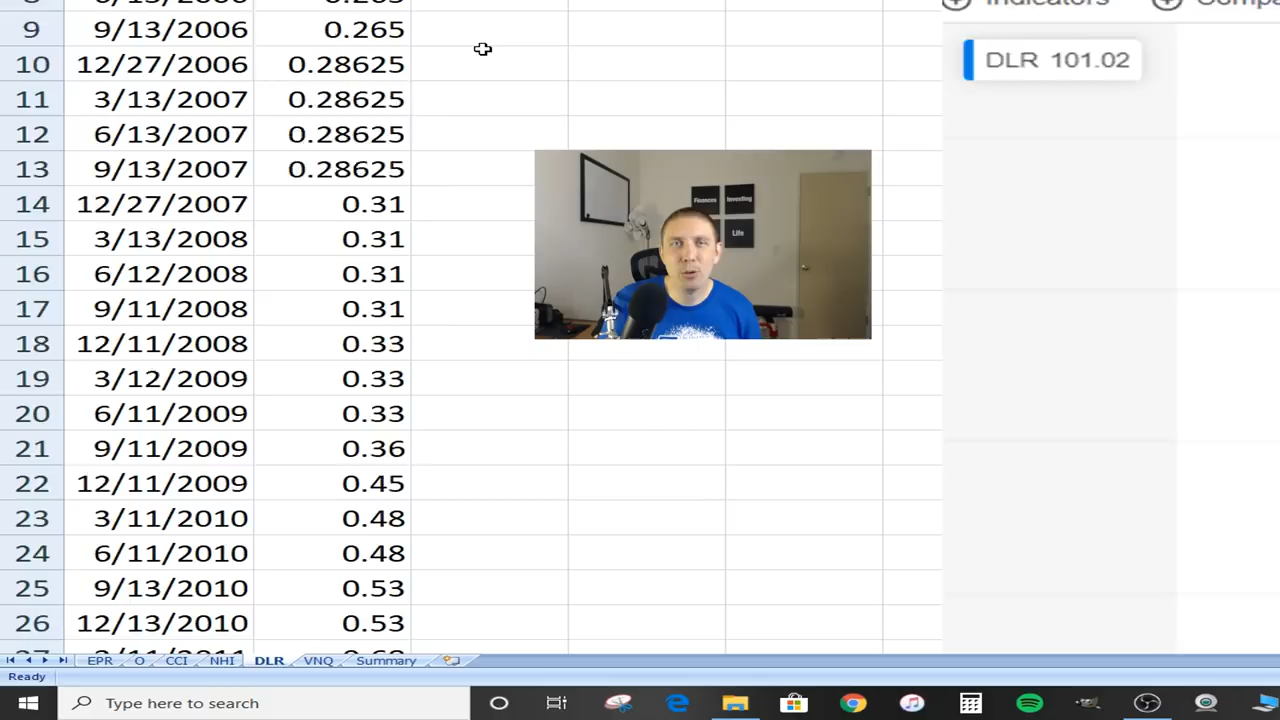 Indicators
9 9/13/2006 0.265
DLR 101.02
10 12/27/2006 0.28625
11 3/13/2007 0.28625
12 6/13/2007 0.28625
13 9/13/2007 0.28625
14 12/27/2007 0.31
Finances Investing
Life
15 3/13/2008 0.31
16 6/12/2008 0.31
17 9/11/2008 0.31
18 12/11/2008 0.33
19 3/12/2009 0.33
20 6/11/2009 0.33
21 9/11/2009 0.36
22 12/11/2009 0.45
23 3/11/2010 0.48
24 6/11/2010 0.48
25 9/13/2010 0.53
26 12/13/2010 0.53
EPR O CCI NHI DLR VNQ Summary
Ready
Type here to search